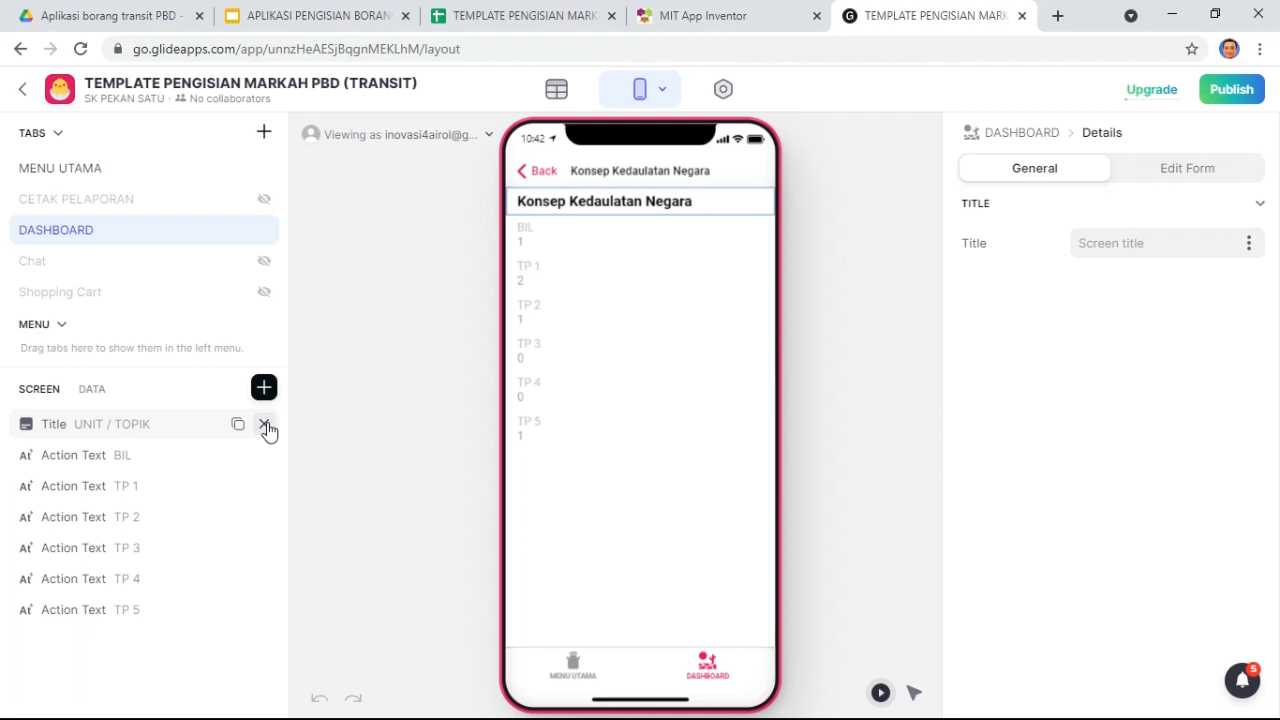 Aplikasi borang transit PBD -
APLIKASI PENGISIAN BORAN
TEMPLATE PENGISIAN MARK
MIT App Inventor
TEMPLATE PENGISIAN MARK
go.glideapps.com/app/unnzHeAESjBqgnMEKLhM/layout
TEMPLATE PENGISIAN MARKAH PBD (TRANSIT)
SK PEKAN SATU · No collaborators
Upgrade
Publish
TABS
MENU UTAMA
CETAK PELAPORAN
DASHBOARD
Chat
Shopping Cart
MENU
Drag tabs here to show them in the left menu.
SCREEN DATA
Title UNIT / TOPIK
Action Text BIL
Action Text TP 1
Action Text TP 2
Action Text TP 3
Action Text TP 4
Action Text TP 5
Viewing as inovasi4airol@g...
10:42
Back Konsep Kedaulatan Negara
Konsep Kedaulatan Negara
BIL
1
TP 1
2
TP 2
1
TP 3
0
TP 4
0
TP 5
1
MENU UTAMA
DASHBOARD
DASHBOARD > Details
General
Edit Form
TITLE
Title
Screen title
5